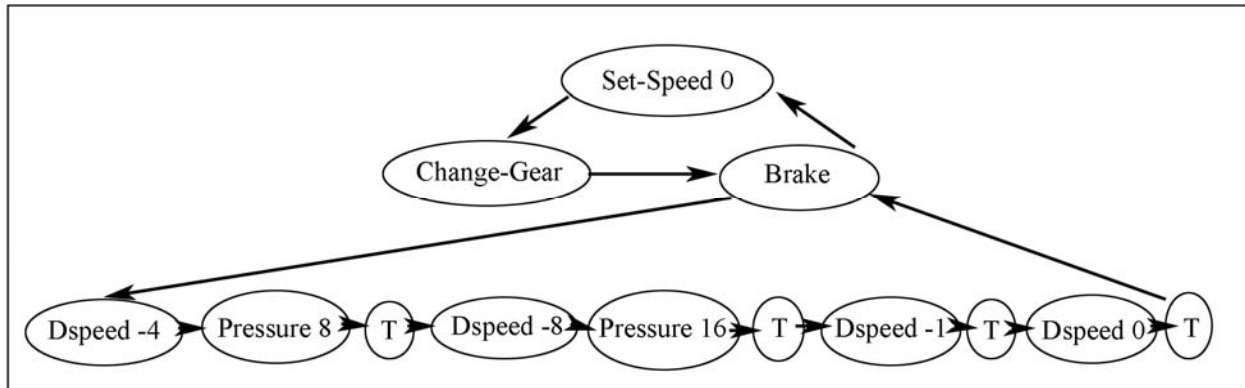 Set-Speed 0
Change-Gear
Brake
Dspeed -4
Pressure 8
T
Dspeed -8
Pressure 16
T
Dspeed -1
T
Dspeed 0
T